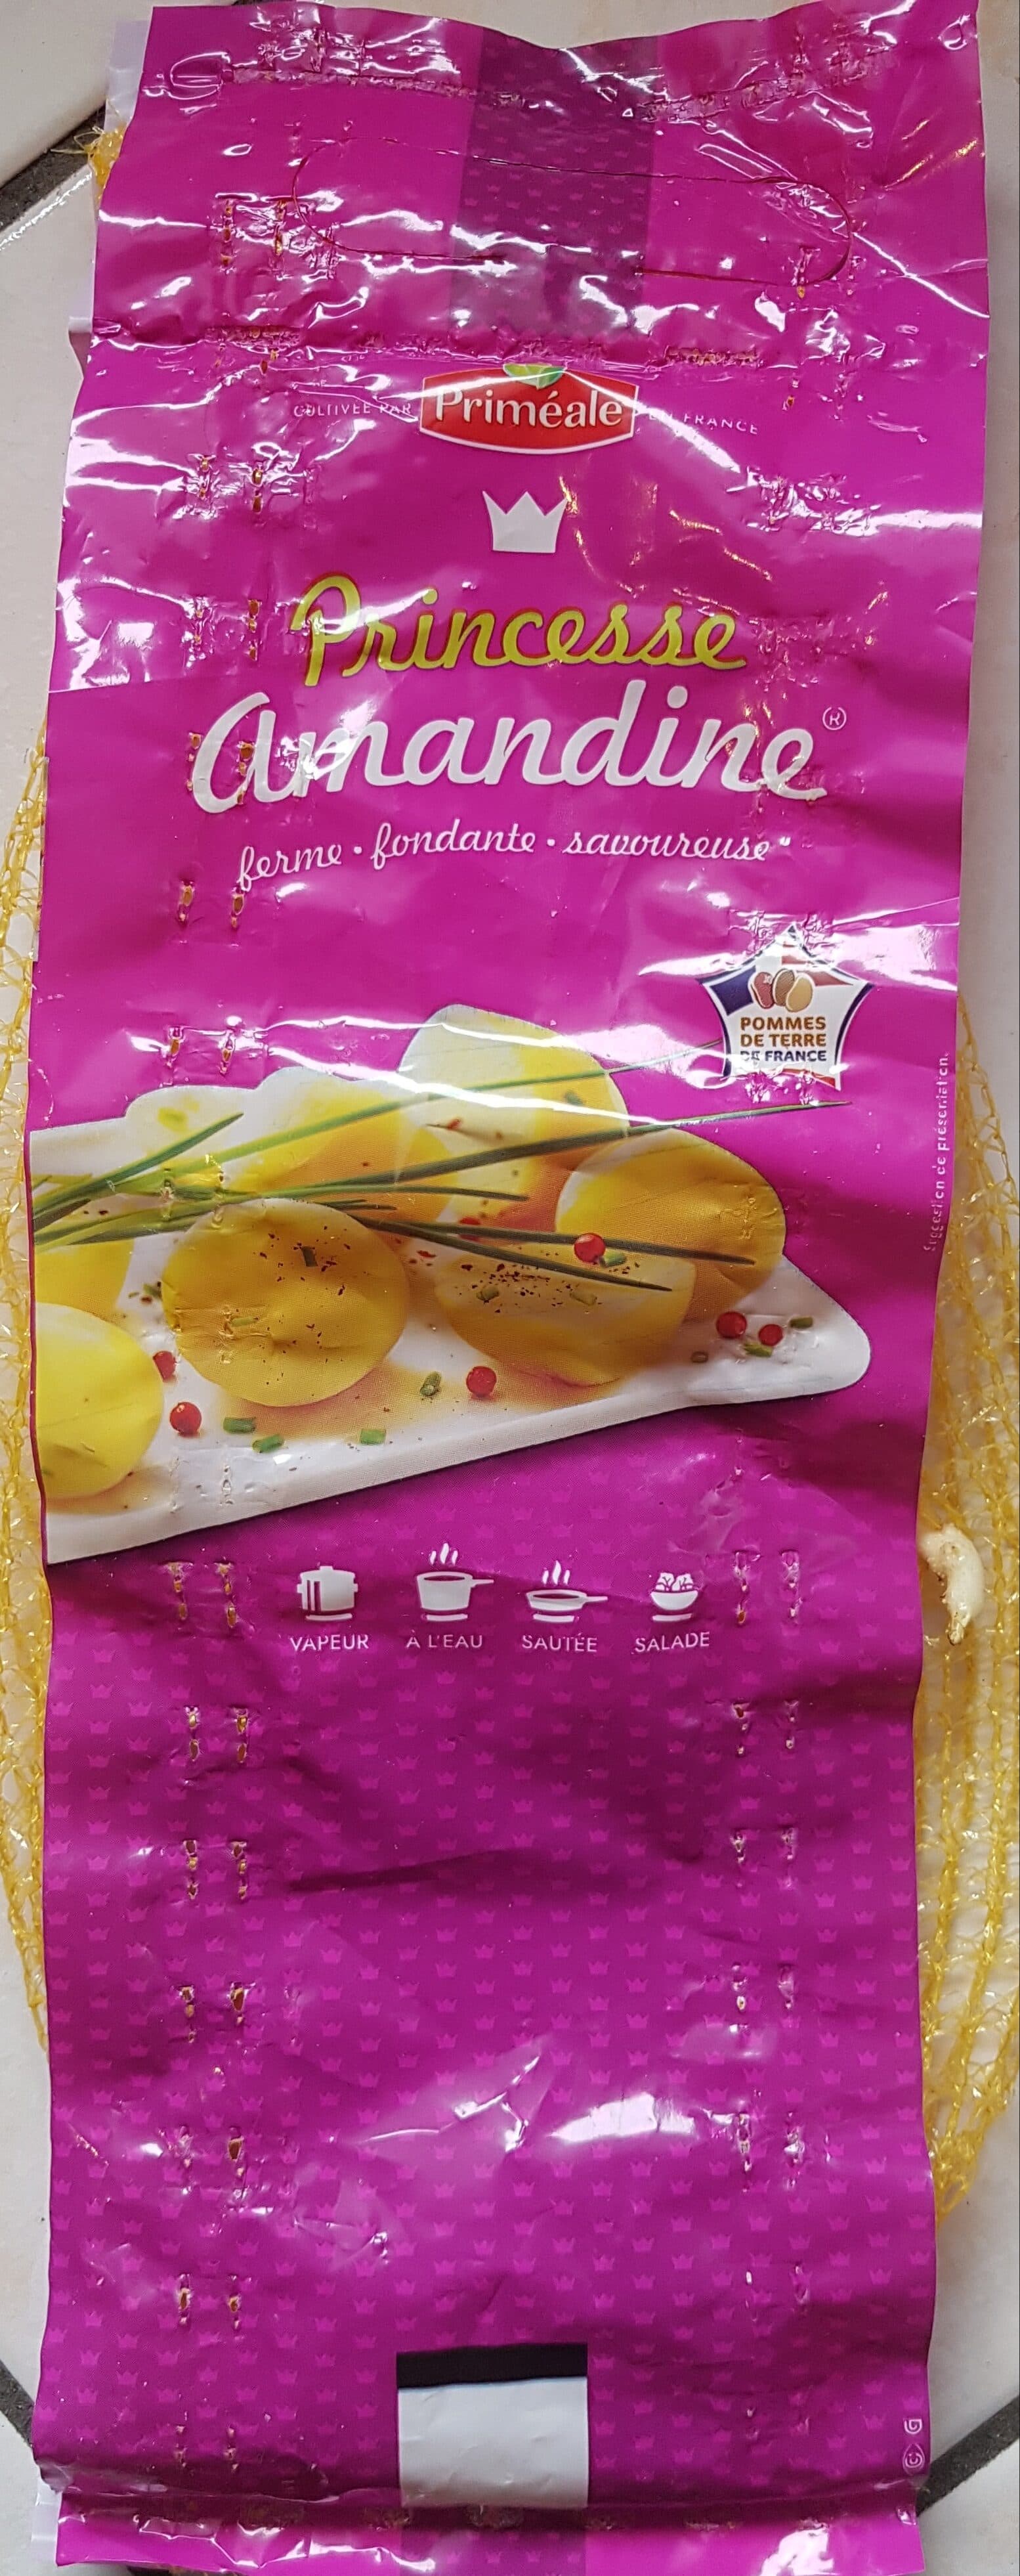 CULTIVÉE PAR Priméale EN FRANCE
Princesse
Amandine®
ferme • fondante • savoureuse"
POMMES
DE TERRE
DE FRANCE
Suggestion de présentation.
VAPEUR À L'EAU SAUTÉE SALADE